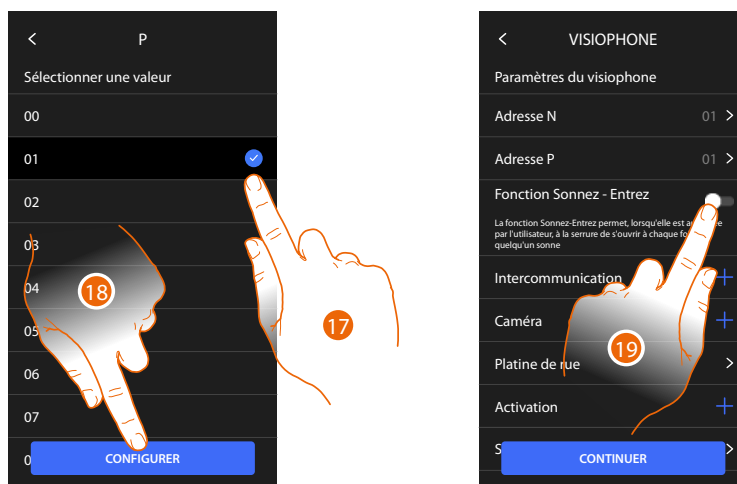 P
Sélectionner une valeur
00
01
02
03
04
05
06
07
0
CONFIGURER
18
17
VISIOPHONE
Paramètres du visiophone
Adresse N 01
Adresse P 01
Fonction Sonnez - Entrez
La fonction Sonnez-Entrez permet, lorsqu'elle est
par l'utilisateur, à la serrure de s'ouvrir à chaque
quelqu'un sonne
Intercommunication
Caméra
Platine de rue
Activation
S
CONTINUER
19